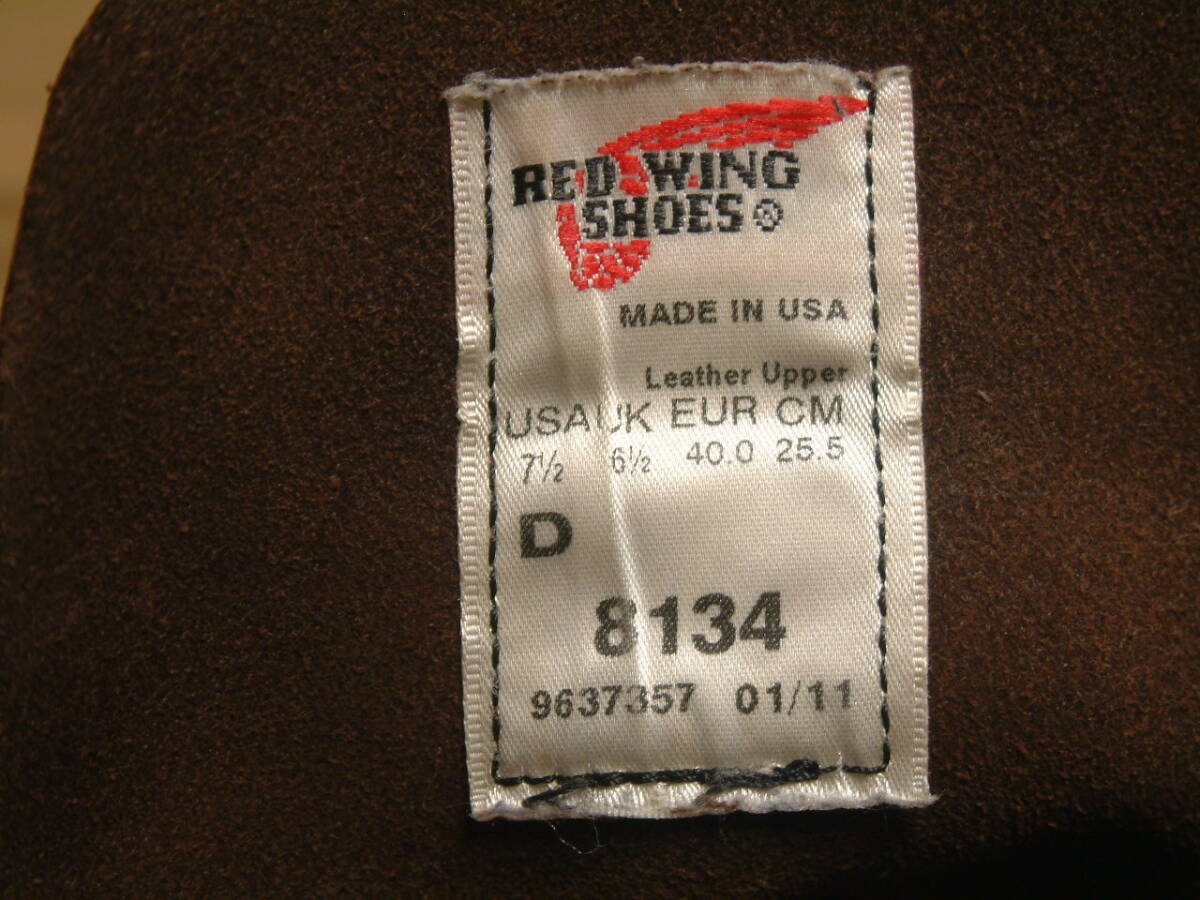 RED WING
SHOES®
MADE IN USA
Leather Upper
USA UK EUR CM
7½ 6½ 40.0 25.5
D
8134
9637357 01/11